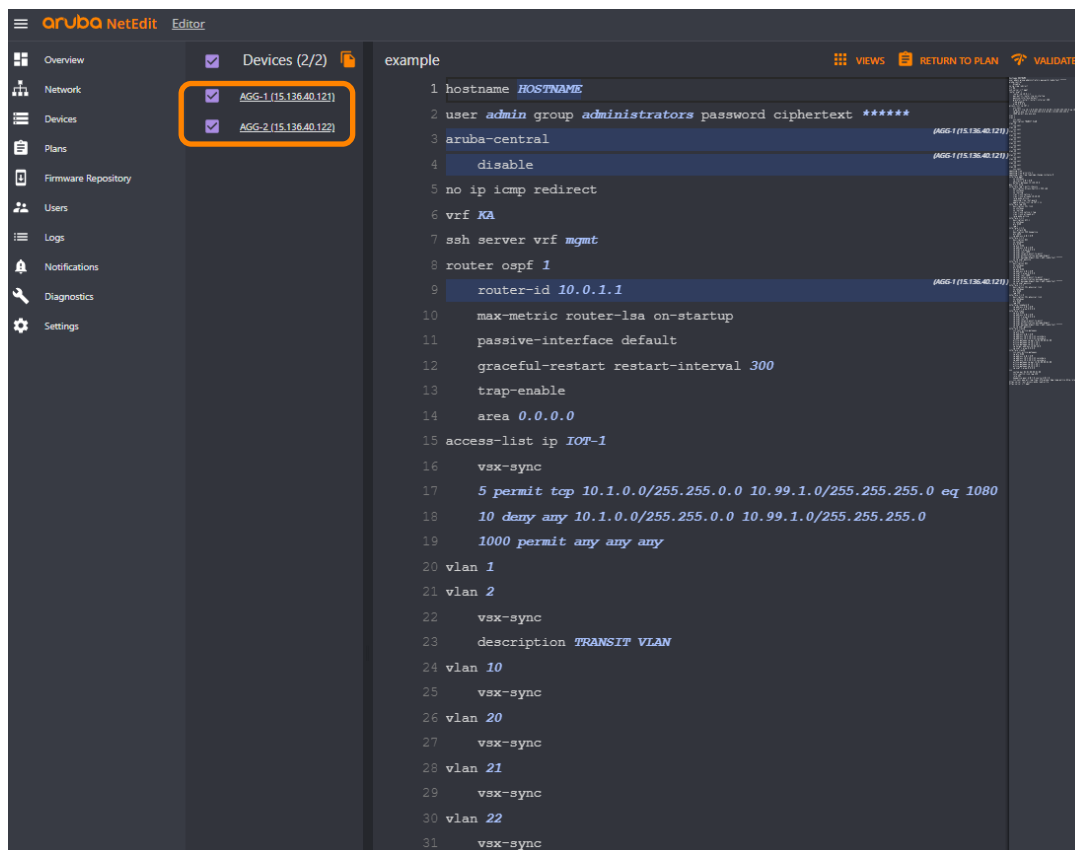 aruba NetEdit Editor
Overview
Network
Devices
Plans
Firmware Repository
Users
Logs
Notifications
Diagnostics
Settings
Devices (2/2)
AGG-1 (15.136.40.121)
AGG-2 (15.136.40.122)
example
VIEWS
RETURN TO PLAN
VALIDATE
1 hostname HOSTNAME
2 user admin group administrators password ciphertext ******
3 aruba-central (AGG-1 (15.136.40.121))
4 disable (AGG-1 (15.136.40.121))
5 no ip icmp redirect
6 vrf KA
7 ssh server vrf mgmt
8 router ospf 1
9 router-id 10.0.1.1 (AGG-1 (15.136.40.121))
10 max-metric router-lsa on-startup
11 passive-interface default
12 graceful-restart restart-interval 300
13 trap-enable
14 area 0.0.0.0
15 access-list ip IOT-1
16 vsx-sync
17 5 permit tcp 10.1.0.0/255.255.0.0 10.99.1.0/255.255.255.0 eq 1080
18 10 deny any 10.1.0.0/255.255.0.0 10.99.1.0/255.255.255.0
19 1000 permit any any any
20 vlan 1
21 vlan 2
22 vsx-sync
23 description TRANSIT VLAN
24 vlan 10
25 vsx-sync
26 vlan 20
27 vsx-sync
28 vlan 21
29 vsx-sync
30 vlan 22
31 vsx-sync